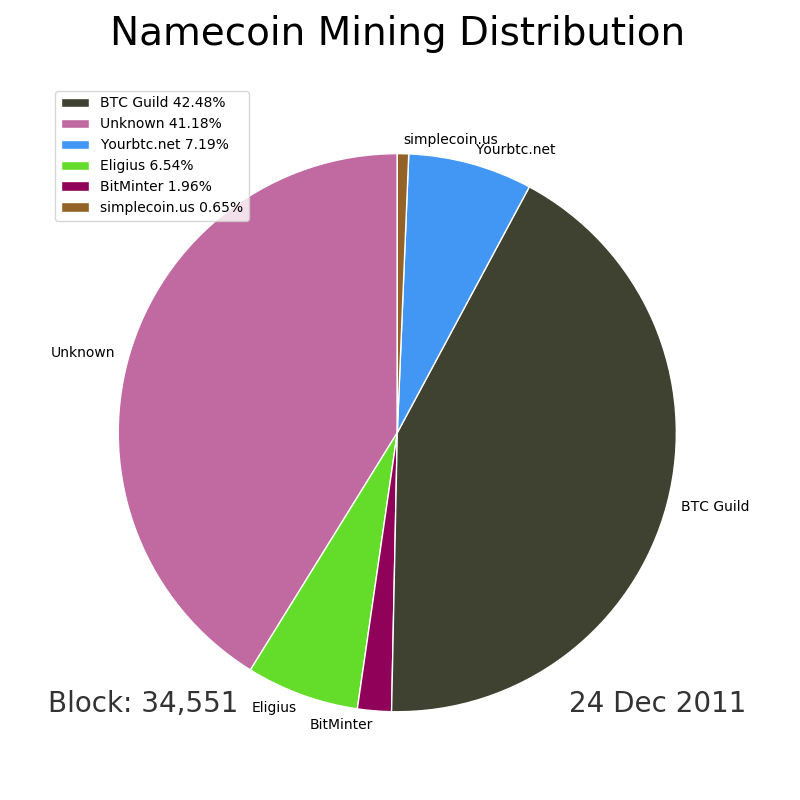 Namecoin Mining Distribution
BTC Guild 42.48%
Unknown 41.18%
Yourbtc.net 7.19%
Eligius 6.54%
BitMinter 1.96%
simplecoin.us 0.65%
simplecoin.us
Yourbtc.net
Unknown
BTC Guild
Block: 34,551
Eligius
BitMinter
24 Dec 2011